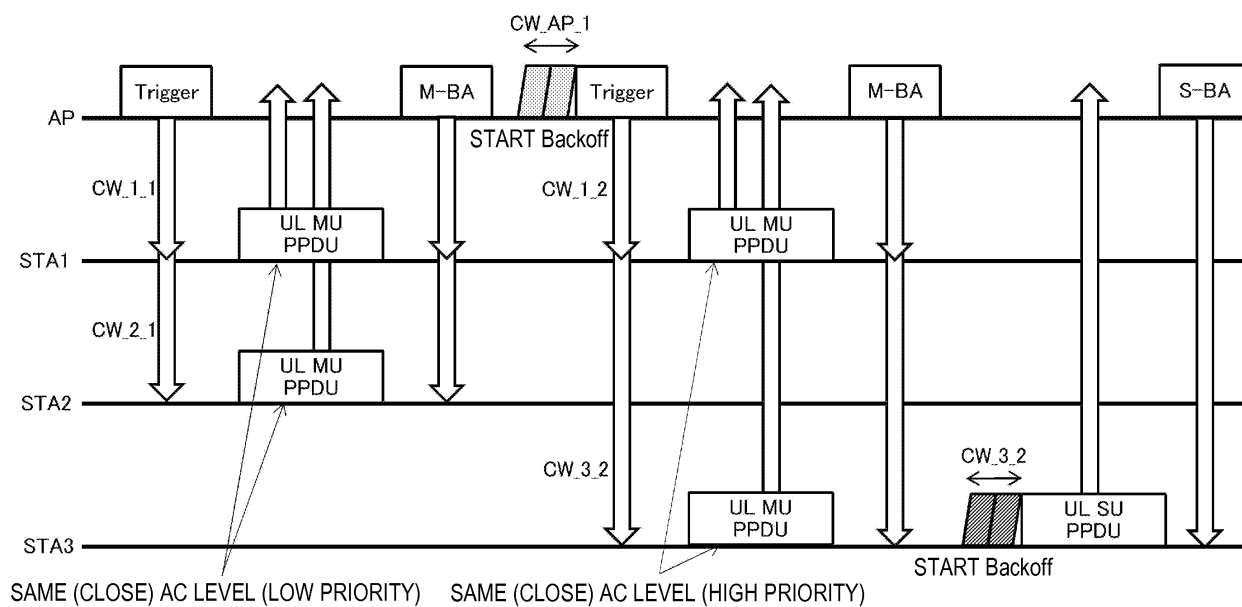 CW_AP_1
Trigger
M-BA
Trigger
M-BA
S-BA
AP
START Backoff
CW_1_1
CW_1_2
UL MU
PPDU
UL MU
PPDU
STA1
CW_2_1
UL MU
PPDU
STA2
CW_3_2
CW_3_2
UL MU
PPDU
UL SU
PPDU
STA3
START Backoff
SAME (CLOSE) AC LEVEL (LOW PRIORITY)
SAME (CLOSE) AC LEVEL (HIGH PRIORITY)